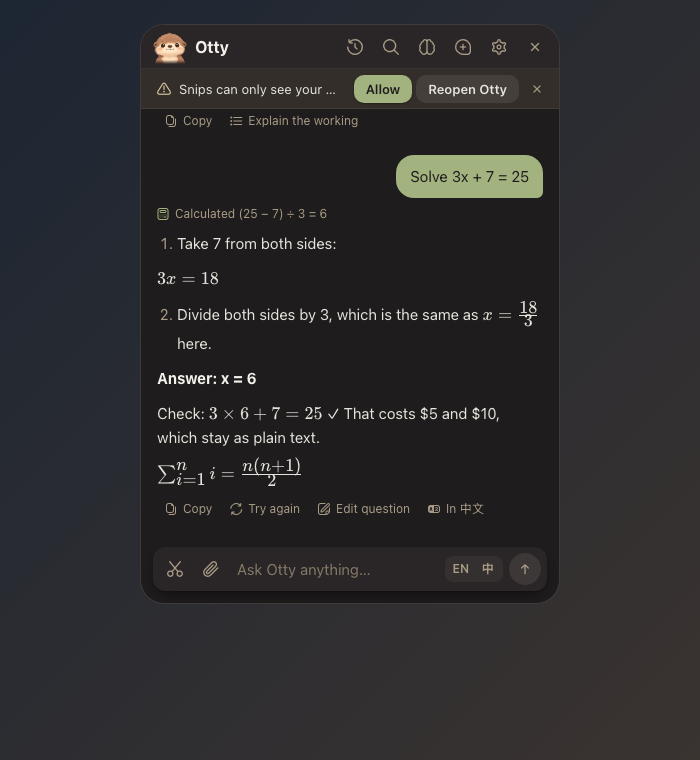 Otty
Snips can only see your ...
Allow
Reopen Otty
Copy
Explain the working
Solve 3x + 7 = 25
Calculated (25 − 7) ÷ 3 = 6
1. Take 7 from both sides:
3x = 18
2. Divide both sides by 3, which is the same as x = 18/3
here.
Answer: x = 6
Check: 3 × 6 + 7 = 25 ✓ That costs $5 and $10,
which stay as plain text.
∑ⁿᵢ₌₁ i = n(n+1)/2
Copy
Try again
Edit question
In 中文
Ask Otty anything...
EN 中